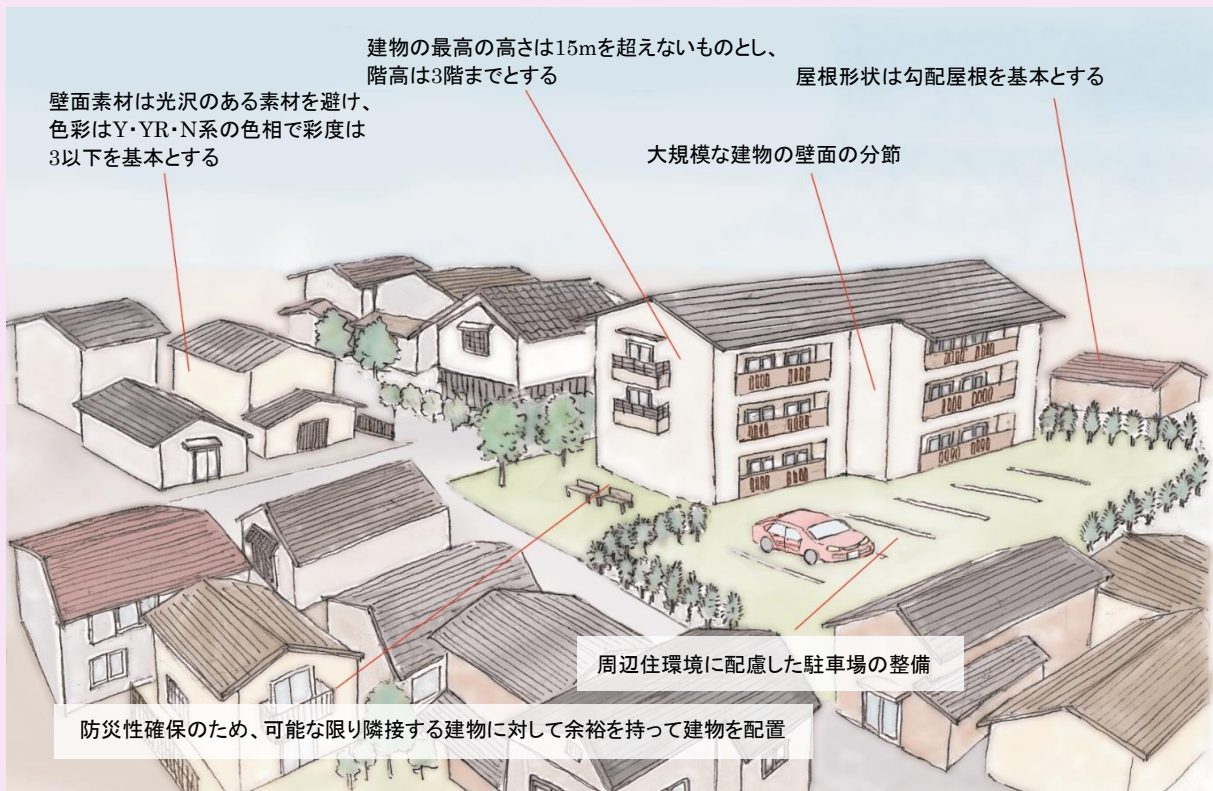 建物の最高の高さは15mを超えないものとし、
階高は3階までとする
屋根形状は勾配屋根を基本とする
壁面素材は光沢のある素材を避け、
色彩はY・YR・N系の色相で彩度は
3以下を基本とする
大規模な建物の壁面の分節
周辺住環境に配慮した駐車場の整備
防災性確保のため、可能な限り隣接する建物に対して余裕を持って建物を配置